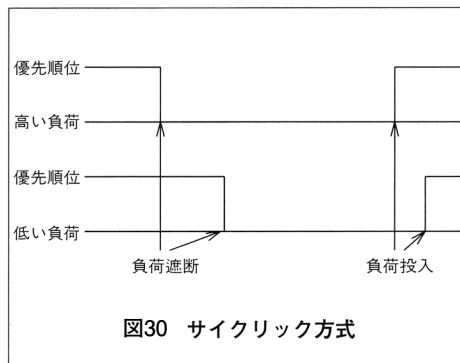 優先順位
高い負荷
優先順位
低い負荷
負荷遮断
負荷投入
図30 サイクリック方式